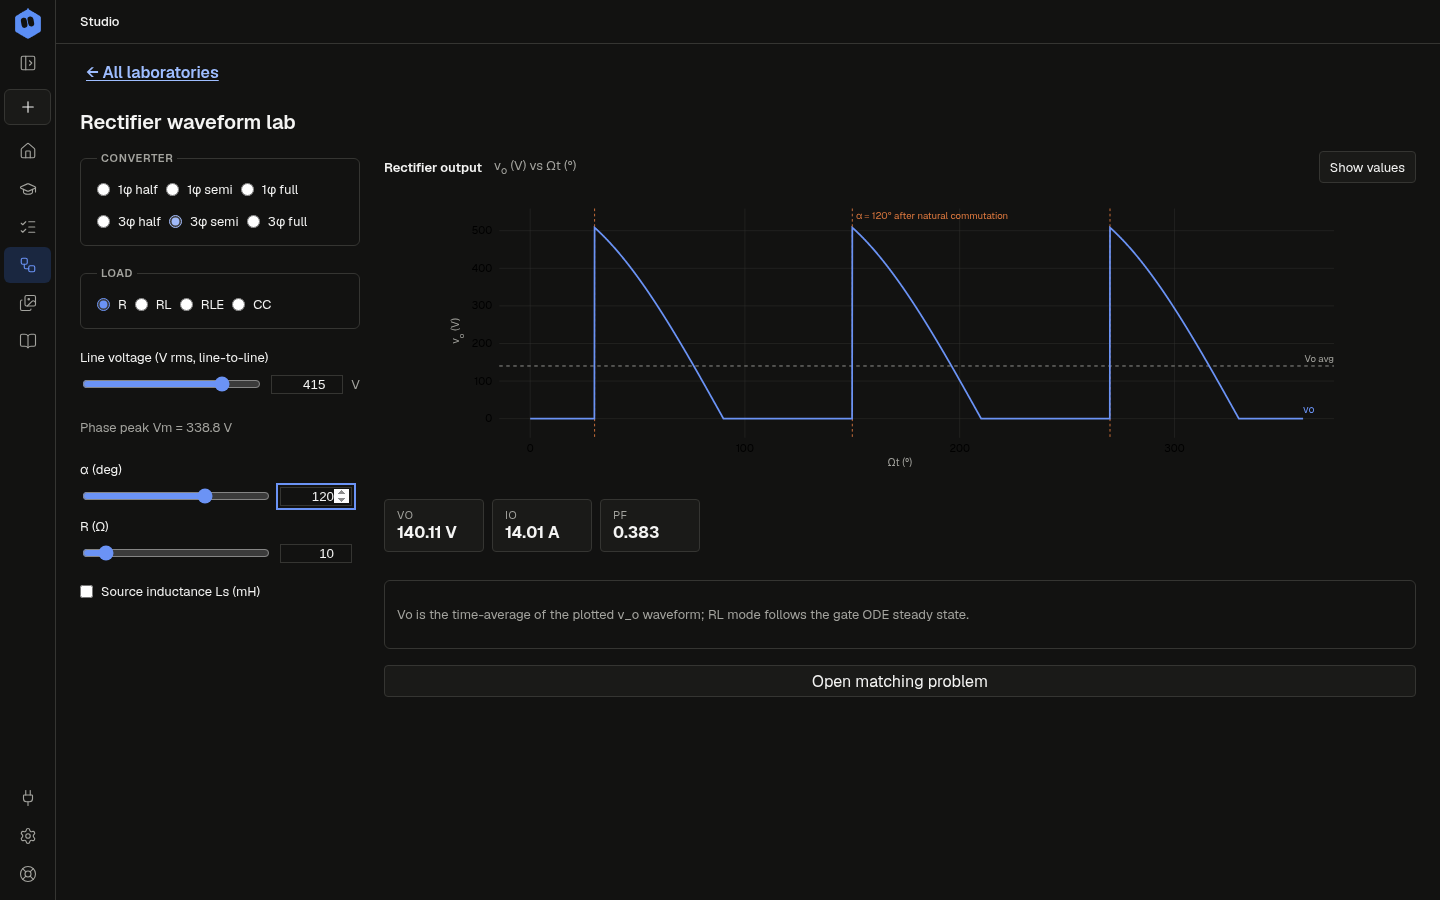 Studio
← All laboratories
Rectifier waveform lab
CONVERTER
1φ half 1φ semi 1φ full
3φ half 3φ semi 3φ full
LOAD
R RL RLE CC
Line voltage (V rms, line-to-line)
415 V
Phase peak Vm = 338.8 V
α (deg)
120
R (Ω)
10
Source inductance Ls (mH)
Rectifier output vo (V) vs Ωt (°)
Show values
α = 120° after natural commutation
500
400
300
200
100
0
vo (V)
Vo avg
vo
0 100 200 300
Ωt (°)
VO
140.11 V
IO
14.01 A
PF
0.383
Vo is the time-average of the plotted v_o waveform; RL mode follows the gate ODE steady state.
Open matching problem